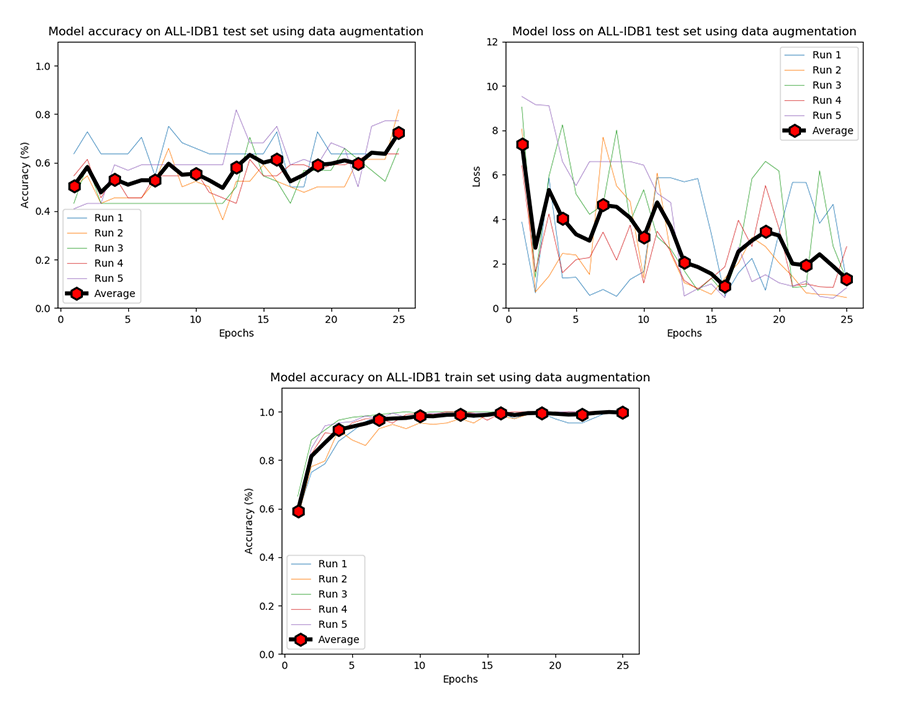 Model accuracy on ALL-IDB1 test set using data augmentation
1.0
0.8
0.6
0.4
0.2
0.0
Accuracy (%)
Run 1
Run 2
Run 3
Run 4
Run 5
Average
0 5 10 15 20 25
Epochs
Model loss on ALL-IDB1 test set using data augmentation
12
10
8
6
4
2
0
Loss
Run 1
Run 2
Run 3
Run 4
Run 5
Average
0 5 10 15 20 25
Epochs
Model accuracy on ALL-IDB1 train set using data augmentation
1.0
0.8
0.6
0.4
0.2
0.0
Accuracy (%)
Run 1
Run 2
Run 3
Run 4
Run 5
Average
0 5 10 15 20 25
Epochs